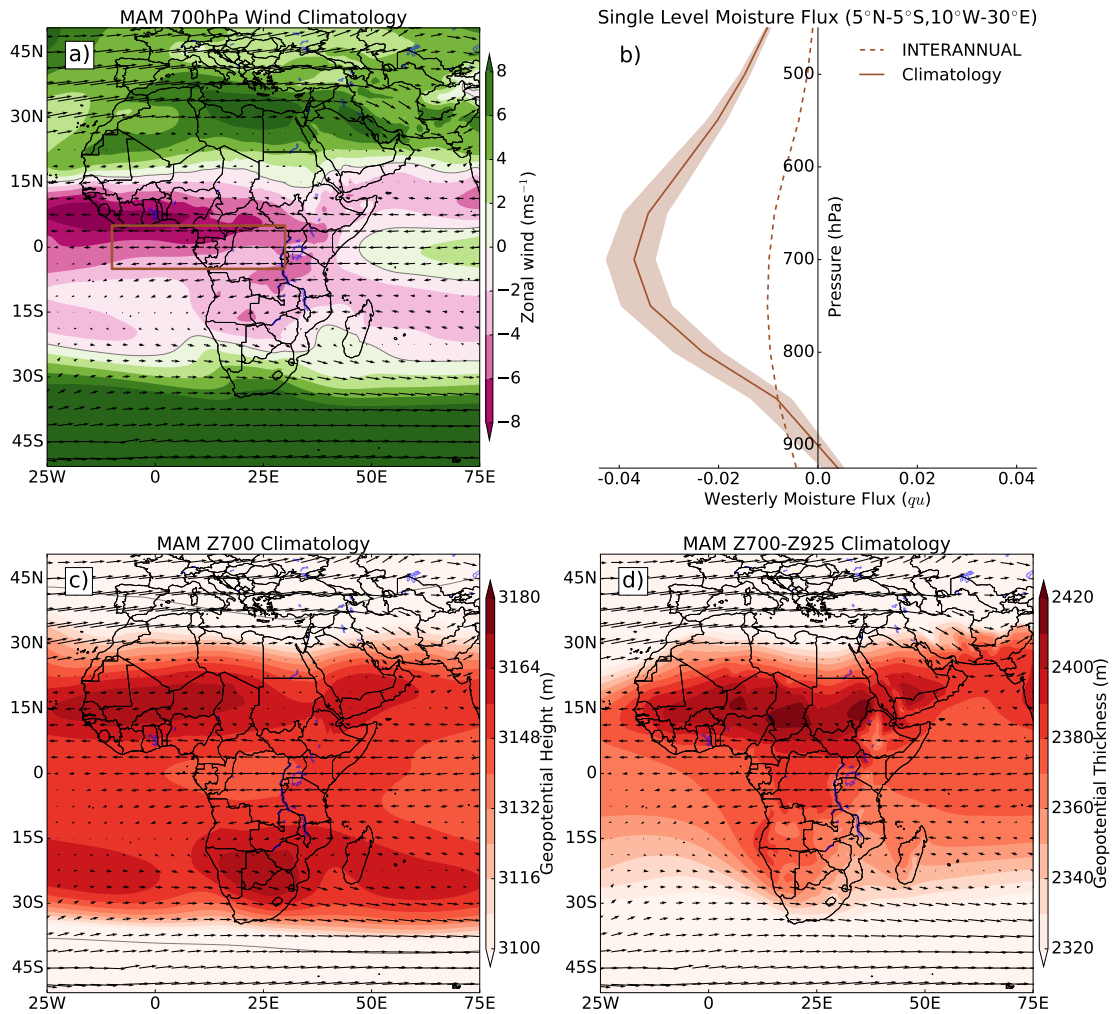 MAM 700hPa Wind Climatology
a)
45N
30N
15N
0
15S
30S
45S
25W 0 25E 50E 75E
8
6
4
2
0
−2
−4
−6
−8
Zonal wind (ms⁻¹)
Single Level Moisture Flux (5°N-5°S,10°W-30°E)
b)
INTERANNUAL
Climatology
500
600
700
800
900
Pressure (hPa)
-0.04 -0.02 0.0 0.02 0.04
Westerly Moisture Flux (qu)
MAM Z700 Climatology
c)
45N
30N
15N
0
15S
30S
45S
25W 0 25E 50E 75E
3180
3164
3148
3132
3116
3100
Geopotential Height (m)
MAM Z700-Z925 Climatology
d)
45N
30N
15N
0
15S
30S
45S
25W 0 25E 50E 75E
2420
2400
2380
2360
2340
2320
Geopotential Thickness (m)